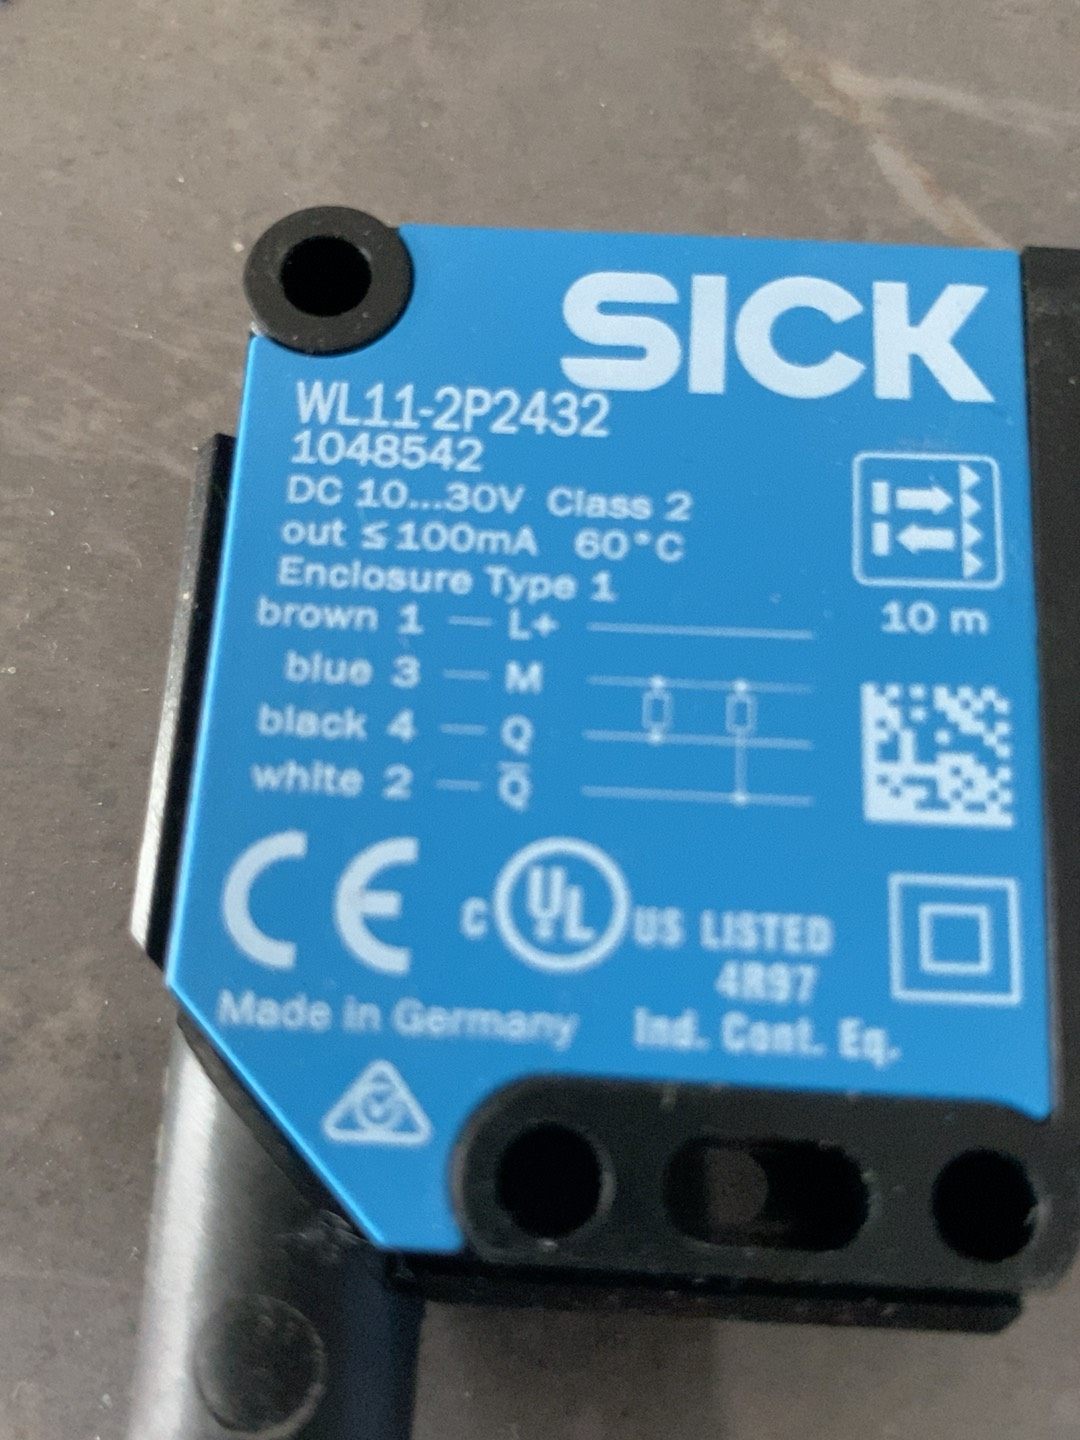 SICK
WL11-2P2432
1048542
DC 10...30V Class 2
out ≤100mA 60°C
Enclosure Type 1
10 m
brown 1 — L+
blue 3 — M
black 4 — Q
white 2 — Q̅
CE
C UL US LISTED
4R97
Made in Germany Ind. Cont. Eq.